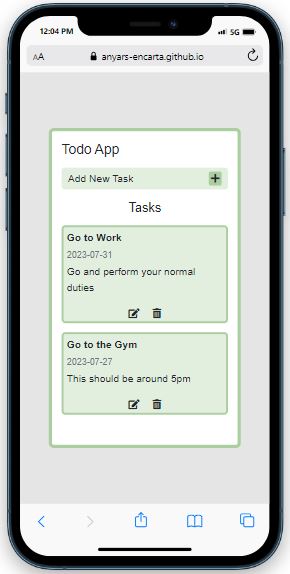 12:04 PM 5G
AA anyars-encarta.github.io
Todo App
Add New Task +
Tasks
Go to Work
2023-07-31
Go and perform your normal
duties
Go to the Gym
2023-07-27
This should be around 5pm